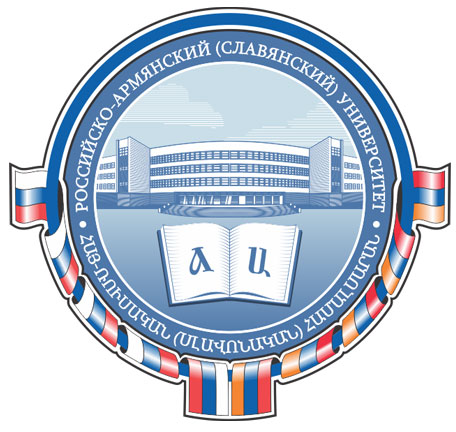 РОССИЙСКО-АРМЯНСКИЙ (СЛАВЯНСКИЙ) УНИВЕРСИТЕТ
ՀԱՅ-ՌՈՒՍԱԿԱՆ (ՍԼԱՎՈՆԱԿԱՆ) ՀԱՄԱԼՍԱՐԱՆ